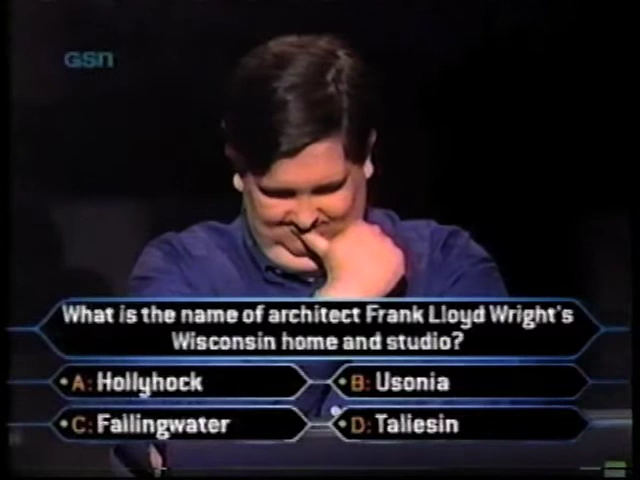 GSN
What is the name of architect Frank Lloyd Wright's
Wisconsin home and studio?
A: Hollyhock
B: Usonia
C: Fallingwater
D: Taliesin